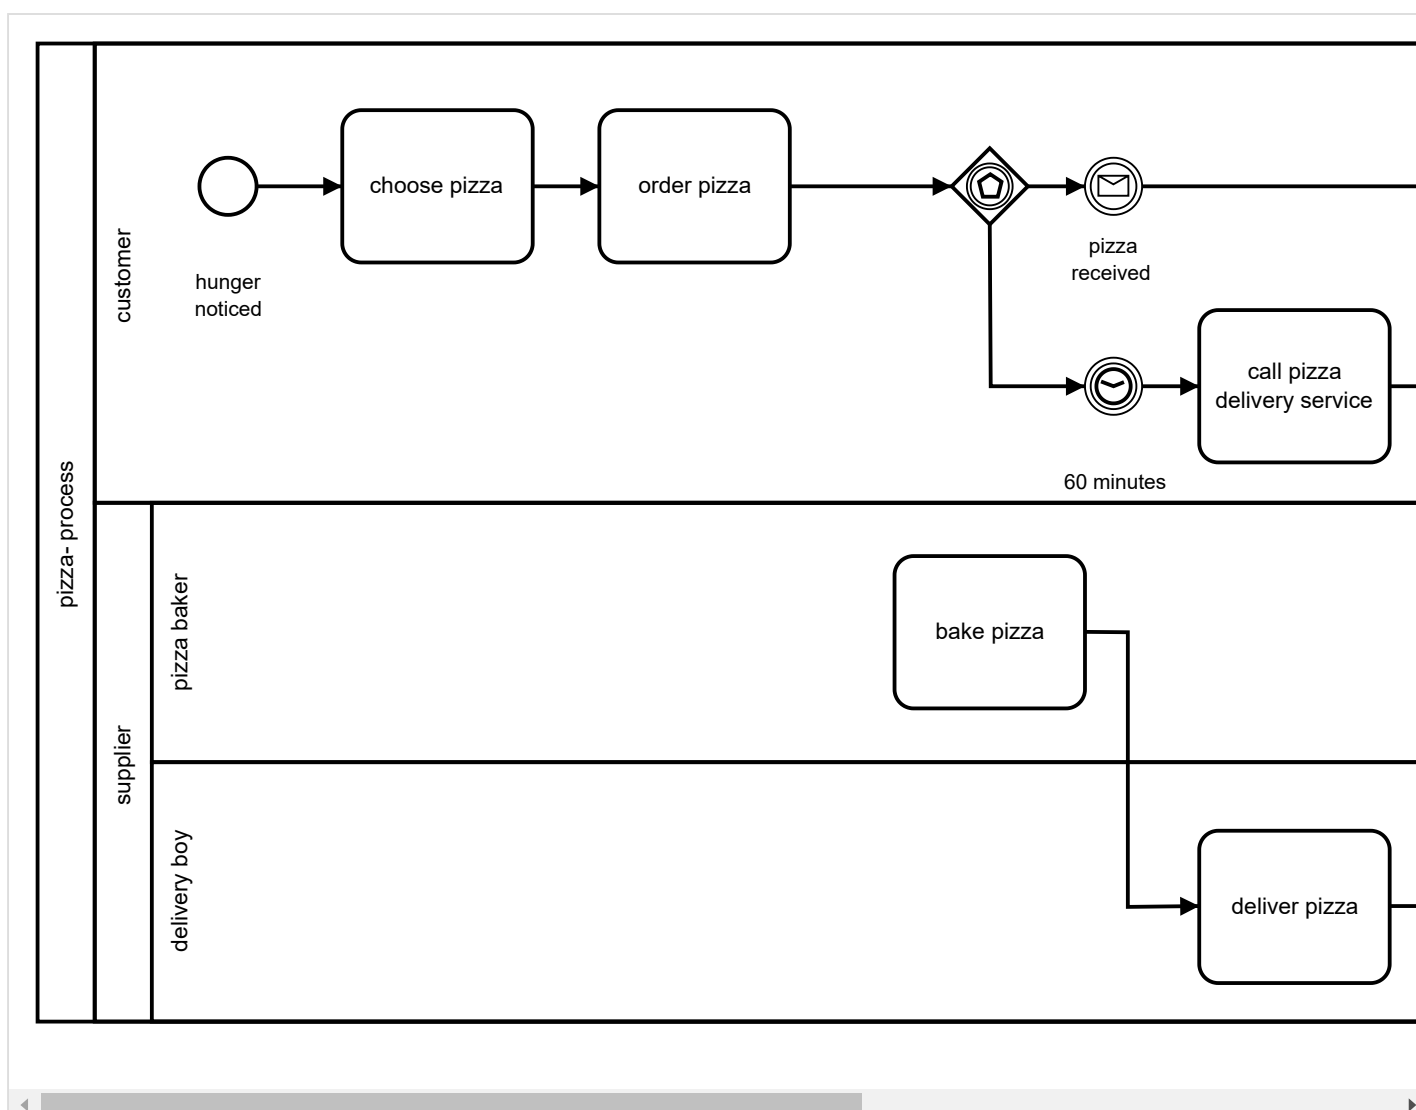 pizza- process
customer
hunger
noticed
choose pizza
order pizza
pizza
received
60 minutes
call pizza
delivery service
supplier
pizza baker
bake pizza
delivery boy
deliver pizza